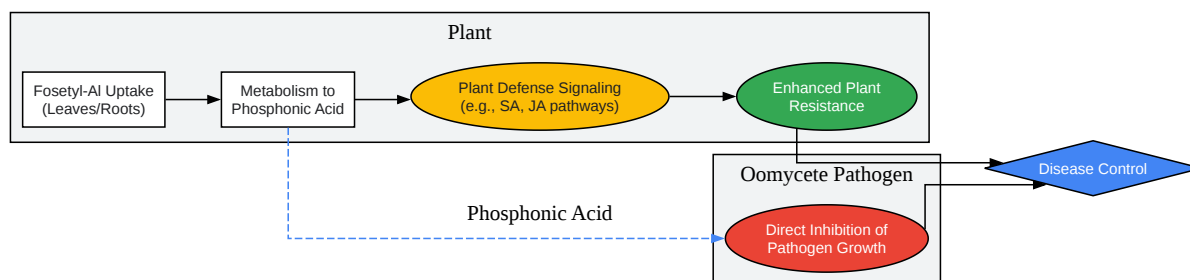 Plant
Fosetyl-Al Uptake
(Leaves/Roots)
Metabolism to
Phosphonic Acid
Plant Defense Signaling
(e.g., SA, JA pathways)
Enhanced Plant
Resistance
Oomycete Pathogen
Disease Control
Phosphonic Acid
Direct Inhibition of
Pathogen Growth